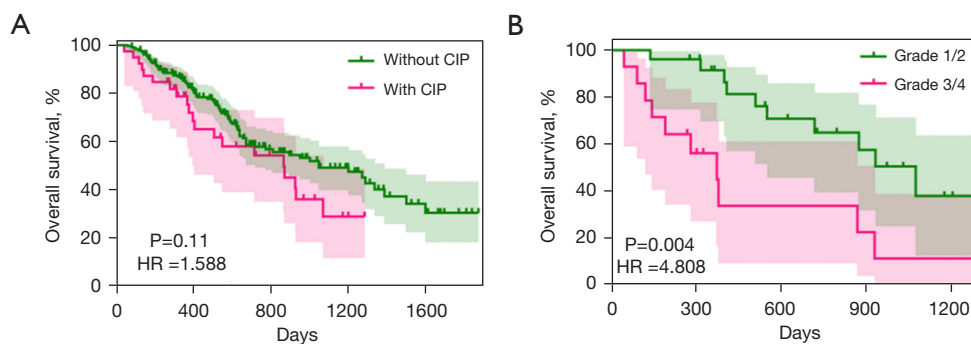 A
Overall survival, %
100
80
60
40
20
0
Without CIP
With CIP
P=0.11
HR =1.588
0 400 800 1200 1600
Days
B
Overall survival, %
100
80
60
40
20
0
Grade 1/2
Grade 3/4
P=0.004
HR =4.808
0 300 600 900 1200
Days